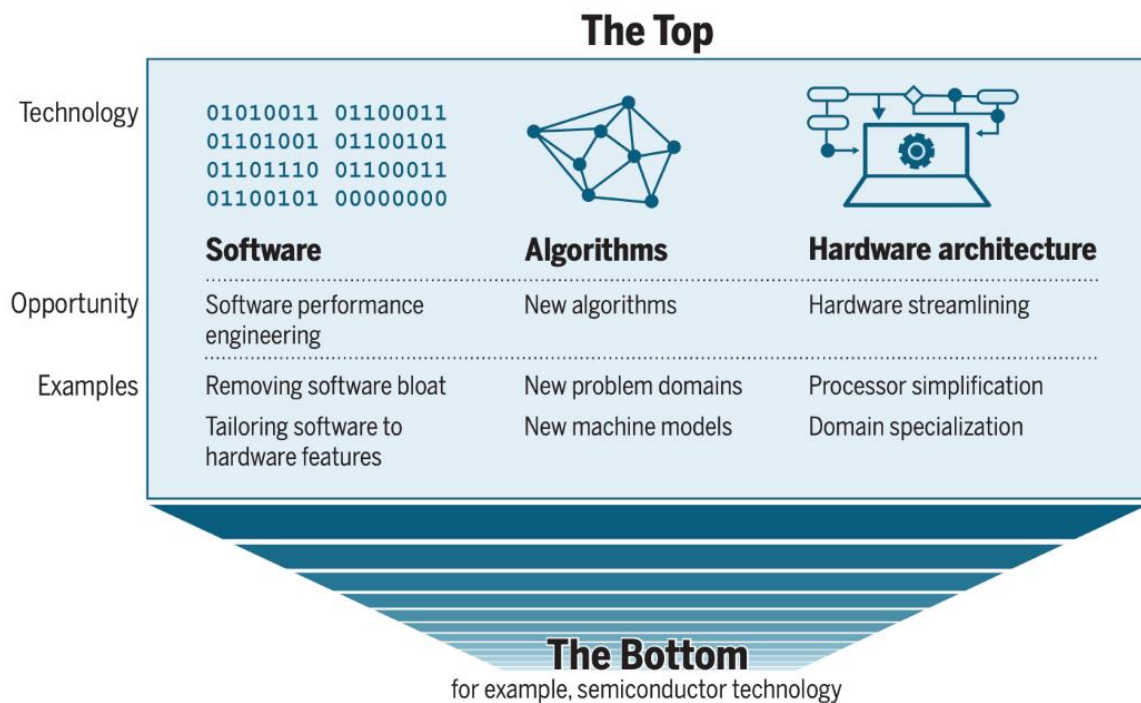 The Top
Technology
01010011 01100011
01101001 01100101
01101110 01100011
01100101 00000000
Software
Algorithms
Hardware architecture
Opportunity
Software performance
engineering
New algorithms
Hardware streamlining
Examples
Removing software bloat
New problem domains
Processor simplification
Tailoring software to
hardware features
New machine models
Domain specialization
The Bottom
for example, semiconductor technology